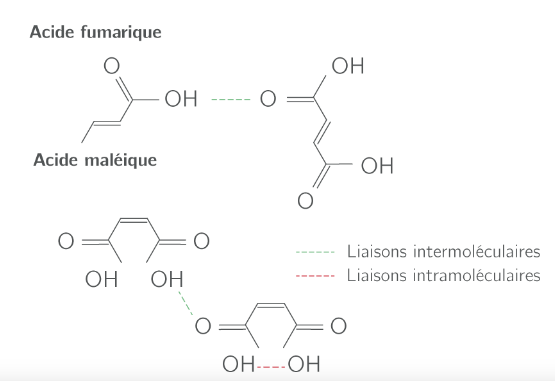 Acide fumarique
O OH
OH O
OH
O
Acide maléique
O O
OH OH
Liaisons intermoléculaires
Liaisons intramoléculaires
O O
OH OH